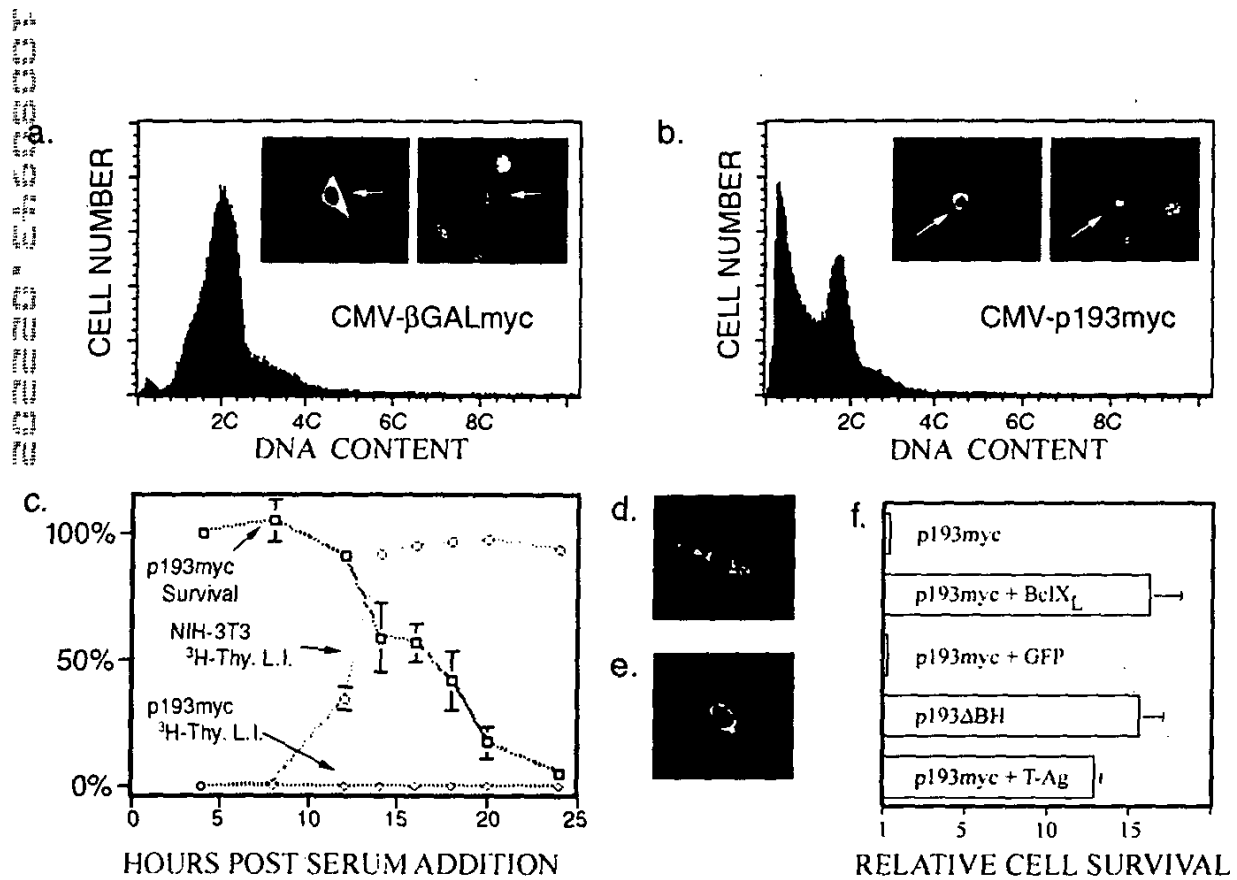 a.
CELL NUMBER
CMV-βGALmyc
2C 4C 6C 8C
DNA CONTENT
b.
CELL NUMBER
CMV-p193myc
2C 4C 6C 8C
DNA CONTENT
c.
100%
50%
0%
p193myc
Survival
NIH-3T3
³H-Thy. L.I.
p193myc
³H-Thy. L.I.
0 5 10 15 20 25
HOURS POST SERUM ADDITION
d.
e.
f.
p193myc
p193myc + BclX_L
p193myc + GFP
p193ΔBH
p193myc + T-Ag
1 5 10 15
RELATIVE CELL SURVIVAL